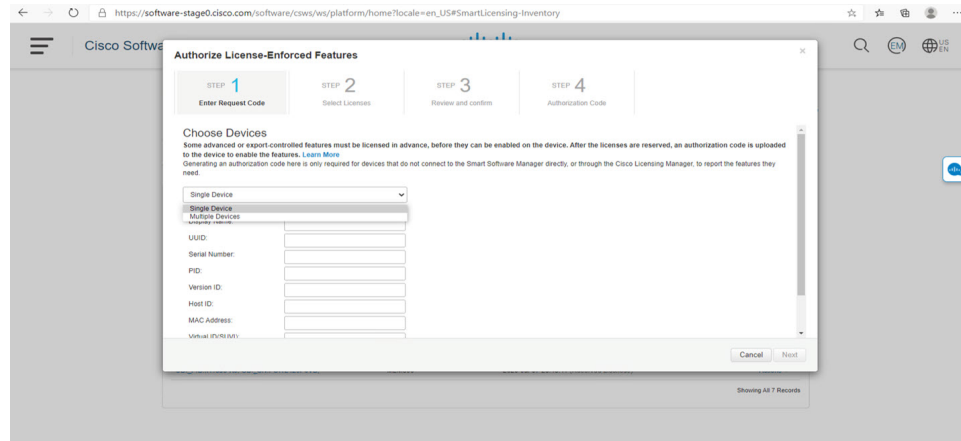 https://software-stage0.cisco.com/software/csws/ws/platform/home?locale=en_US#SmartLicensing-Inventory
Cisco Softwa
EM
US
EN
Authorize License-Enforced Features
STEP 1
Enter Request Code
STEP 2
Select Licenses
STEP 3
Review and confirm
STEP 4
Authorization Code
Choose Devices
Some advanced or export-controlled features must be licensed in advance, before they can be enabled on the device. After the licenses are reserved, an authorization code is uploaded
to the device to enable the features. Learn More
Generating an authorization code here is only required for devices that do not connect to the Smart Software Manager directly, or through the Cisco Licensing Manager, to report the features they
need.
Single Device
Single Device
Multiple Devices
Display Name:
UUID:
Serial Number:
PID:
Version ID:
Host ID:
MAC Address:
Virtual ID(SUVI):
Cancel Next
Showing All 7 Records